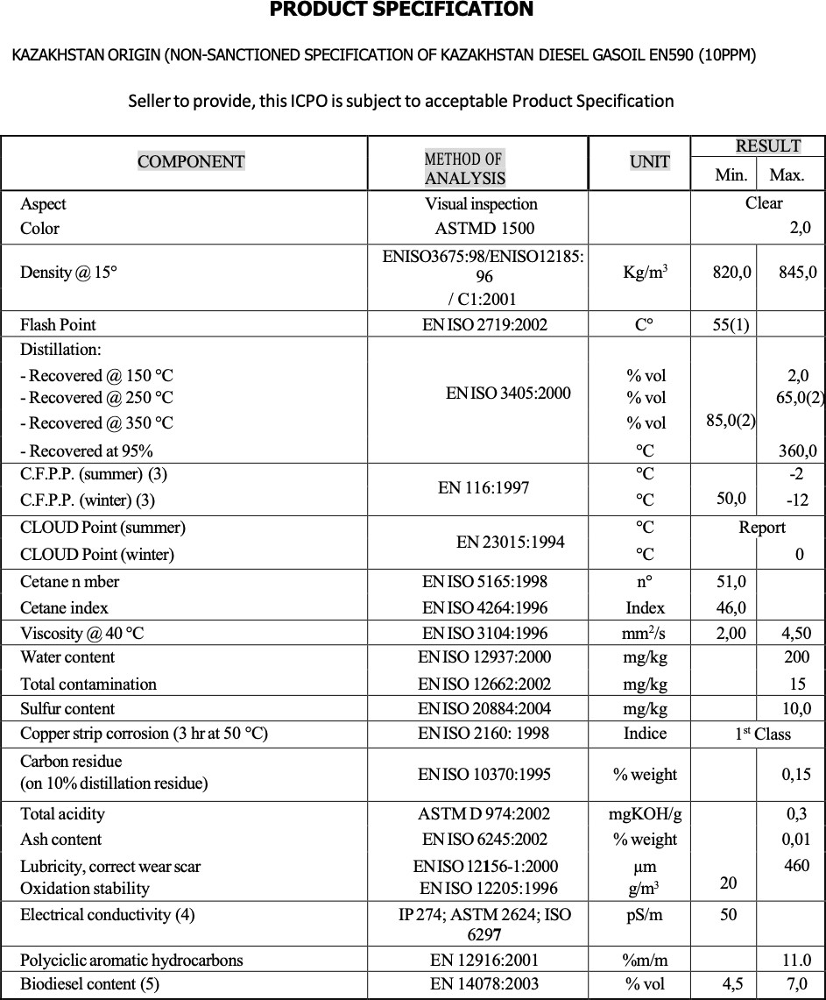 PRODUCT SPECIFICATION
KAZAKHSTAN ORIGIN (NON-SANCTIONED SPECIFICATION OF KAZAKHSTAN DIESEL GASOIL EN590 (10PPM)
Seller to provide, this ICPO is subject to acceptable Product Specification
COMPONENT METHOD OF ANALYSIS UNIT RESULT
Min. Max.
Aspect Visual inspection Clear
Color ASTMD 1500 2,0
Density @ 15° ENISO3675:98/ENISO12185: 96 / C1:2001 Kg/m³ 820,0 845,0
Flash Point EN ISO 2719:2002 C° 55(1)
Distillation: EN ISO 3405:2000
- Recovered @ 150 °C % vol 2,0
- Recovered @ 250 °C % vol 65,0(2)
- Recovered @ 350 °C % vol 85,0(2)
- Recovered at 95% °C 360,0
C.F.P.P. (summer) (3) EN 116:1997 °C -2
C.F.P.P. (winter) (3) °C 50,0 -12
CLOUD Point (summer) EN 23015:1994 °C Report
CLOUD Point (winter) °C 0
Cetane n mber EN ISO 5165:1998 n° 51,0
Cetane index EN ISO 4264:1996 Index 46,0
Viscosity @ 40 °C EN ISO 3104:1996 mm²/s 2,00 4,50
Water content EN ISO 12937:2000 mg/kg 200
Total contamination EN ISO 12662:2002 mg/kg 15
Sulfur content EN ISO 20884:2004 mg/kg 10,0
Copper strip corrosion (3 hr at 50 °C) EN ISO 2160: 1998 Indice 1st Class
Carbon residue
(on 10% distillation residue) EN ISO 10370:1995 % weight 0,15
Total acidity ASTM D 974:2002 mgKOH/g 0,3
Ash content EN ISO 6245:2002 % weight 0,01
Lubricity, correct wear scar EN ISO 12156-1:2000 µm 460
Oxidation stability EN ISO 12205:1996 g/m³ 20
Electrical conductivity (4) IP 274; ASTM 2624; ISO 6297 pS/m 50
Polyciclic aromatic hydrocarbons EN 12916:2001 %m/m 11.0
Biodiesel content (5) EN 14078:2003 % vol 4,5 7,0